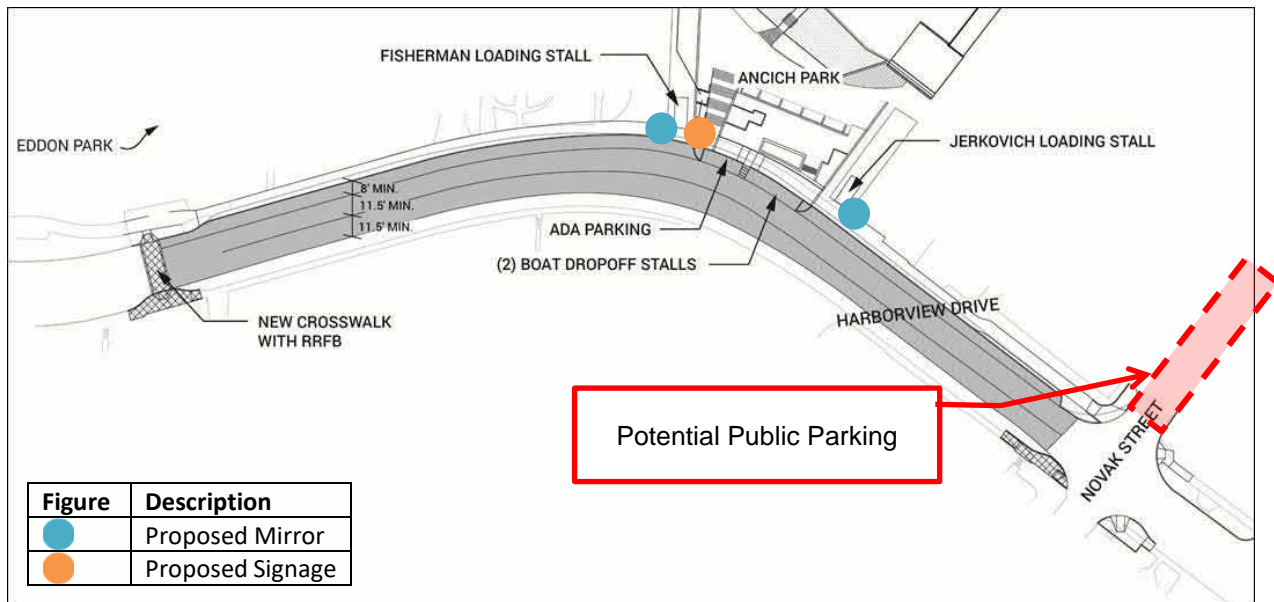 FISHERMAN LOADING STALL
ANCICH PARK
EDDON PARK
JERKOVICH LOADING STALL
8' MIN.
11.5' MIN.
11.5' MIN.
ADA PARKING
(2) BOAT DROPOFF STALLS
HARBORVIEW DRIVE
NEW CROSSWALK
WITH RRFB
Potential Public Parking
NOVAK STREET
Figure Description
Proposed Mirror
Proposed Signage